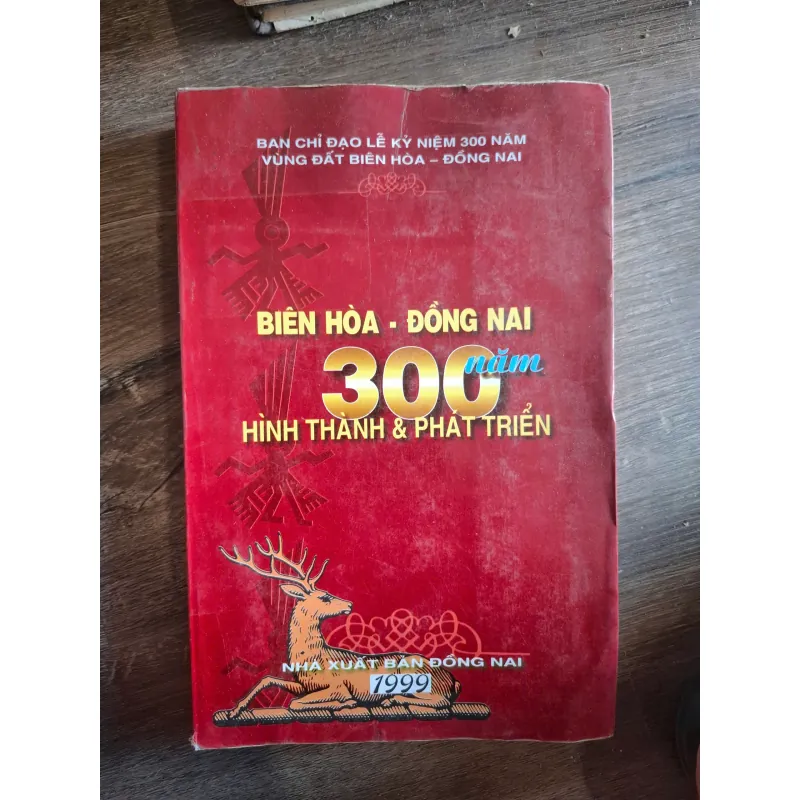 BAN CHỈ ĐẠO LỄ KỶ NIỆM 300 NĂM
VÙNG ĐẤT BIÊN HÒA – ĐỒNG NAI
BIÊN HÒA - ĐỒNG NAI
300 năm
HÌNH THÀNH & PHÁT TRIỂN
NHÀ XUẤT BẢN ĐỒNG NAI
1999